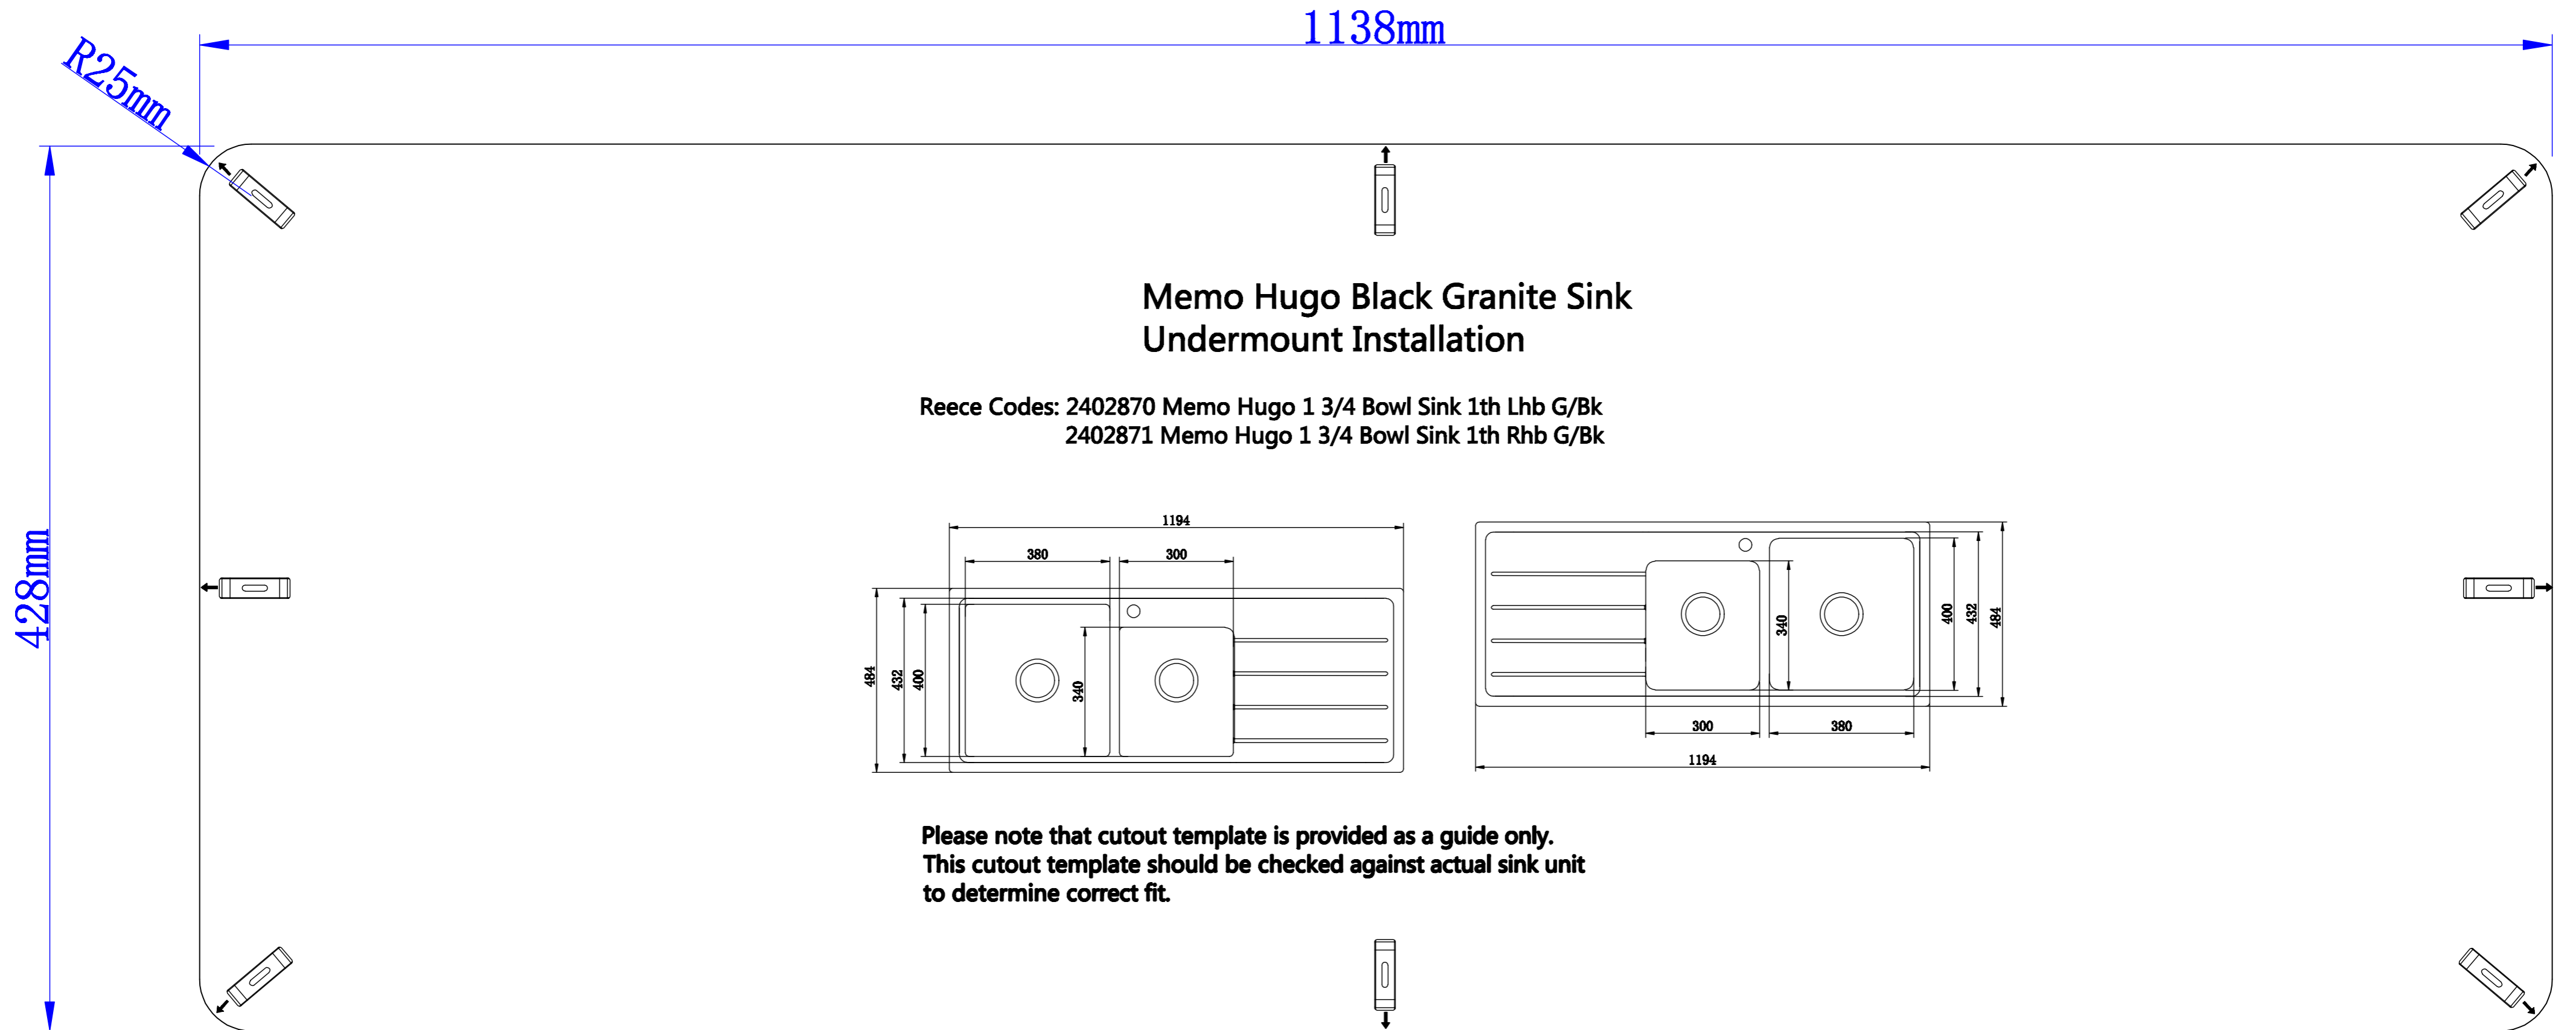 1138mm
R25mm
428mm
Memo Hugo Black Granite Sink
Undermount Installation
Reece Codes: 2402870 Memo Hugo 1 3/4 Bowl Sink 1th Lhb G/Bk
2402871 Memo Hugo 1 3/4 Bowl Sink 1th Rhb G/Bk
1194
380
300
484
432
400
340
340
400
432
484
300
380
1194
Please note that cutout template is provided as a guide only.
This cutout template should be checked against actual sink unit
to determine correct fit.